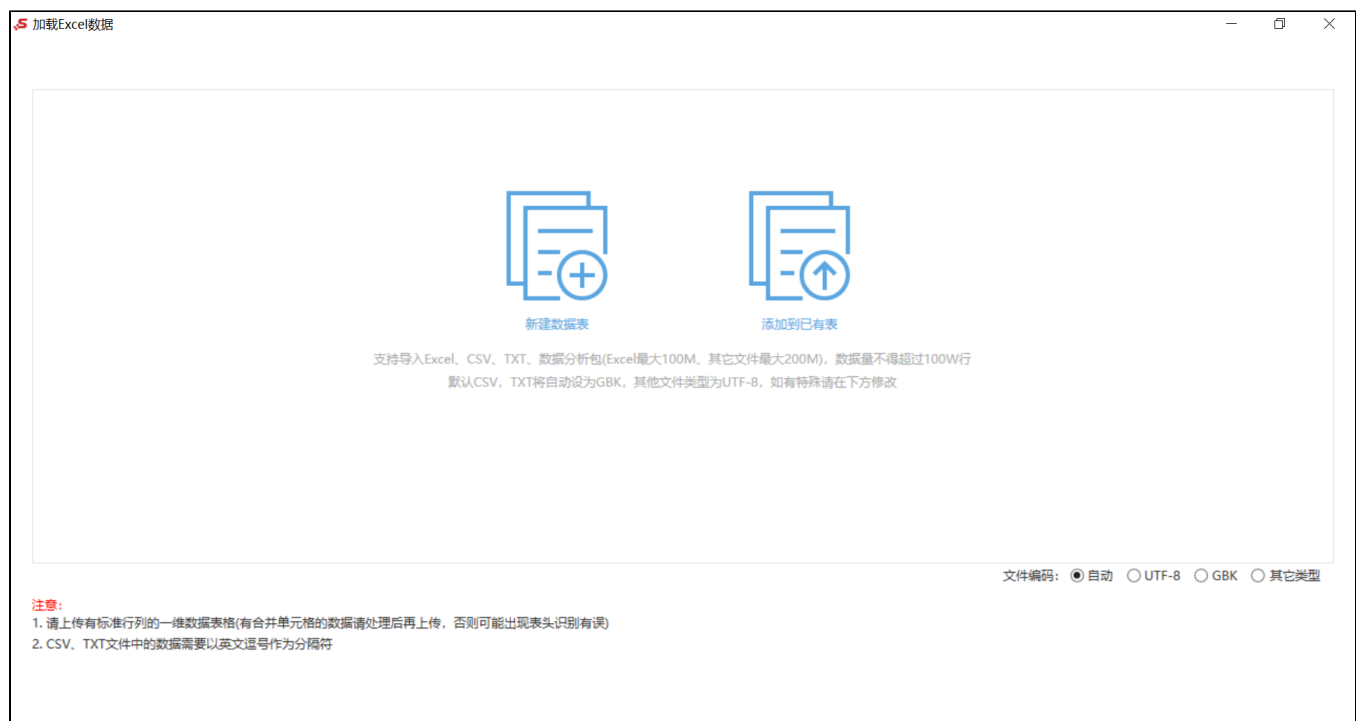 加载Excel数据
新建数据表
添加到已有表
支持导入Excel、CSV、TXT、数据分析包(Excel最大100M、其它文件最大200M)，数据量不得超过100W行
默认CSV，TXT将自动设为GBK，其他文件类型为UTF-8，如有特殊请在下方修改
文件编码： 自动 UTF-8 GBK 其它类型
注意：
1. 请上传有标准行列的一维数据表格(有合并单元格的数据请处理后再上传，否则可能出现表头识别有误)
2. CSV、TXT文件中的数据需要以英文逗号作为分隔符